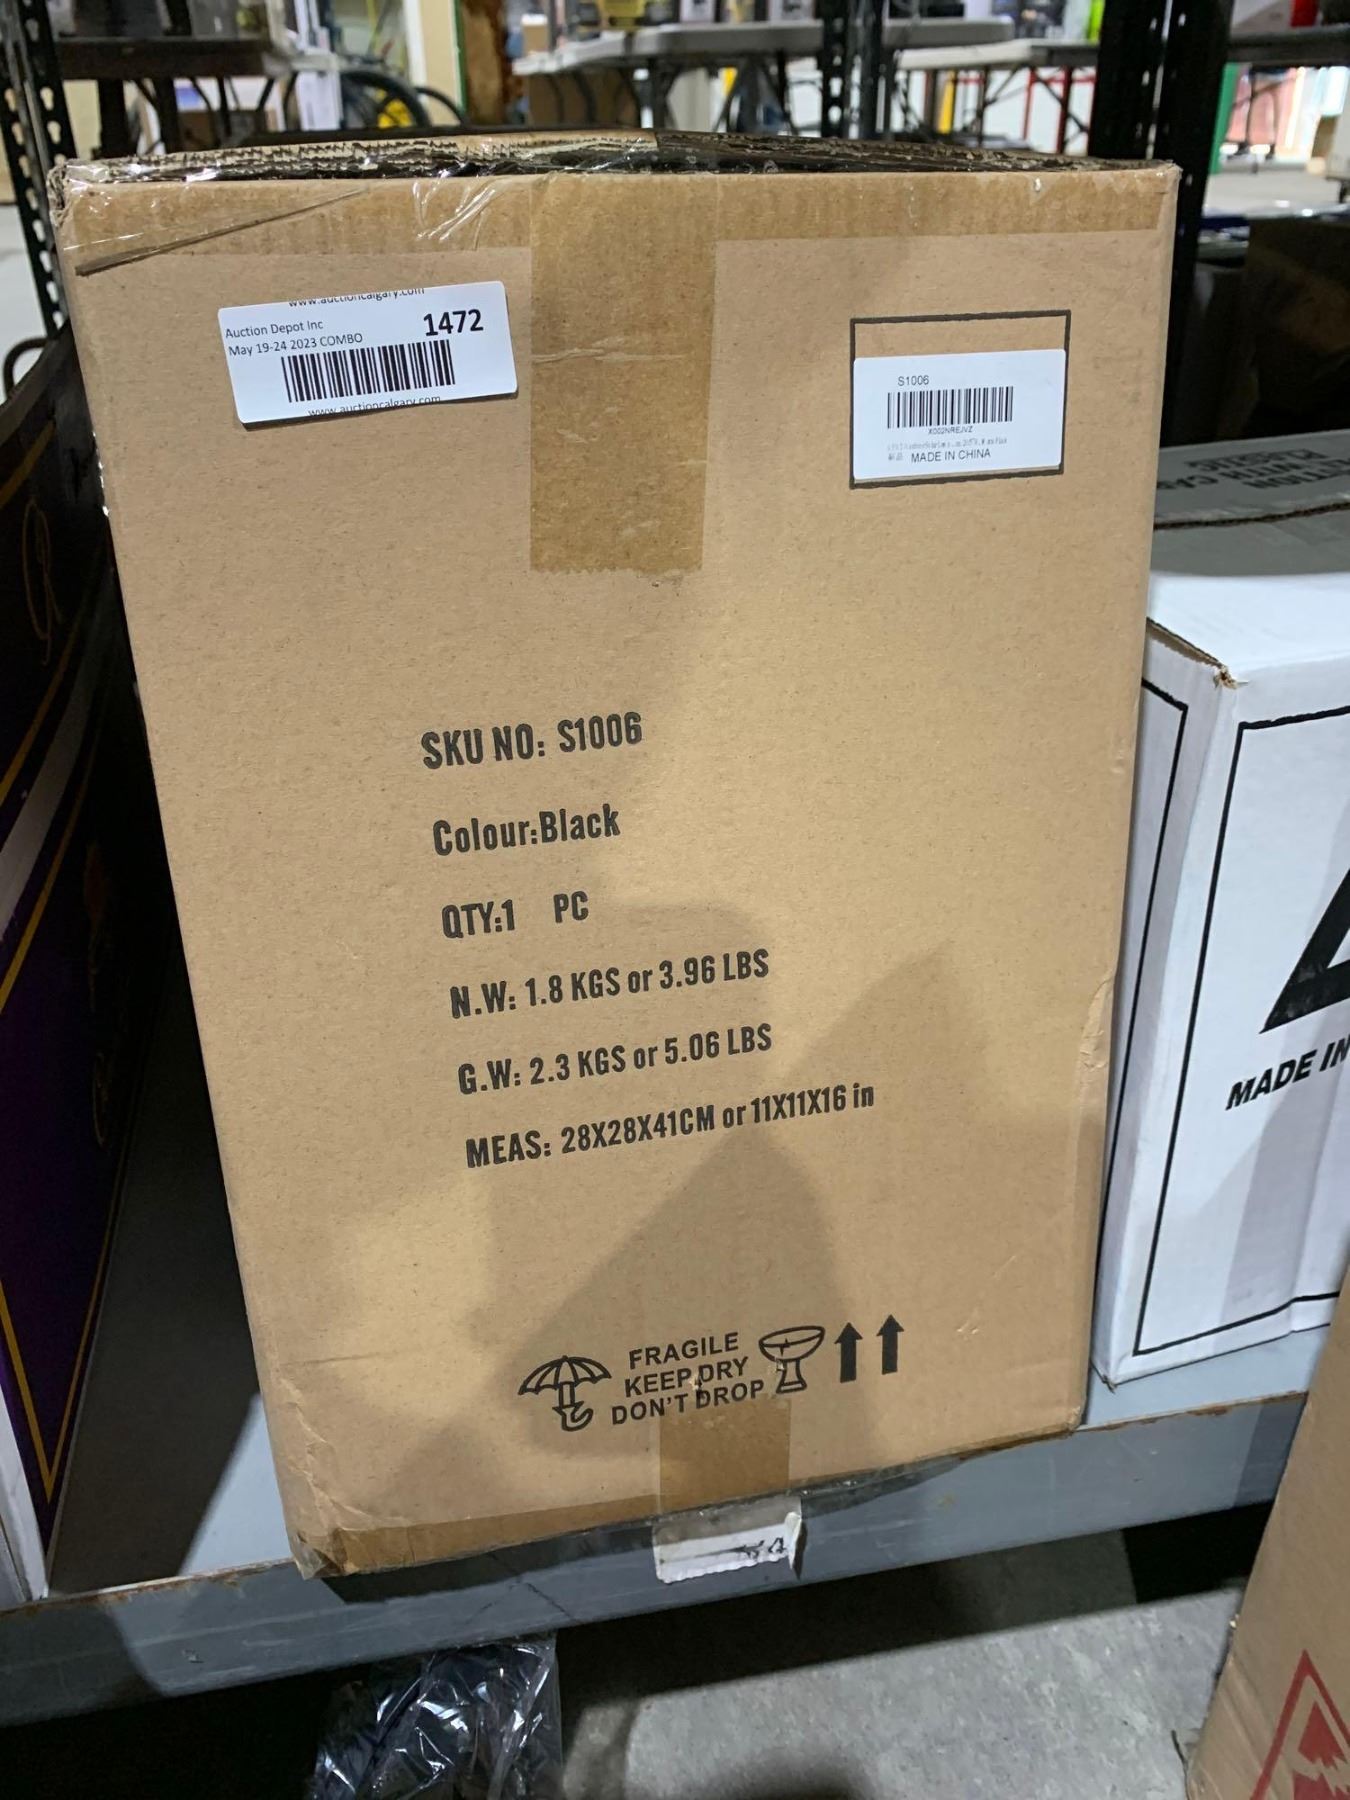 www.auctioncalgary.com
Auction Depot Inc
1472
May 19-24 2023 COMBO
www.auctioncalgary.com
S1006
X002NREJVZ
MADE IN CHINA
SKU NO: S1006
Colour:Black
QTY:1 PC
N.W: 1.8 KGS or 3.96 LBS
G.W: 2.3 KGS or 5.06 LBS
MEAS: 28X28X41CM or 11X11X16 in
FRAGILE
KEEP DRY
DON'T DROP
MADE IN